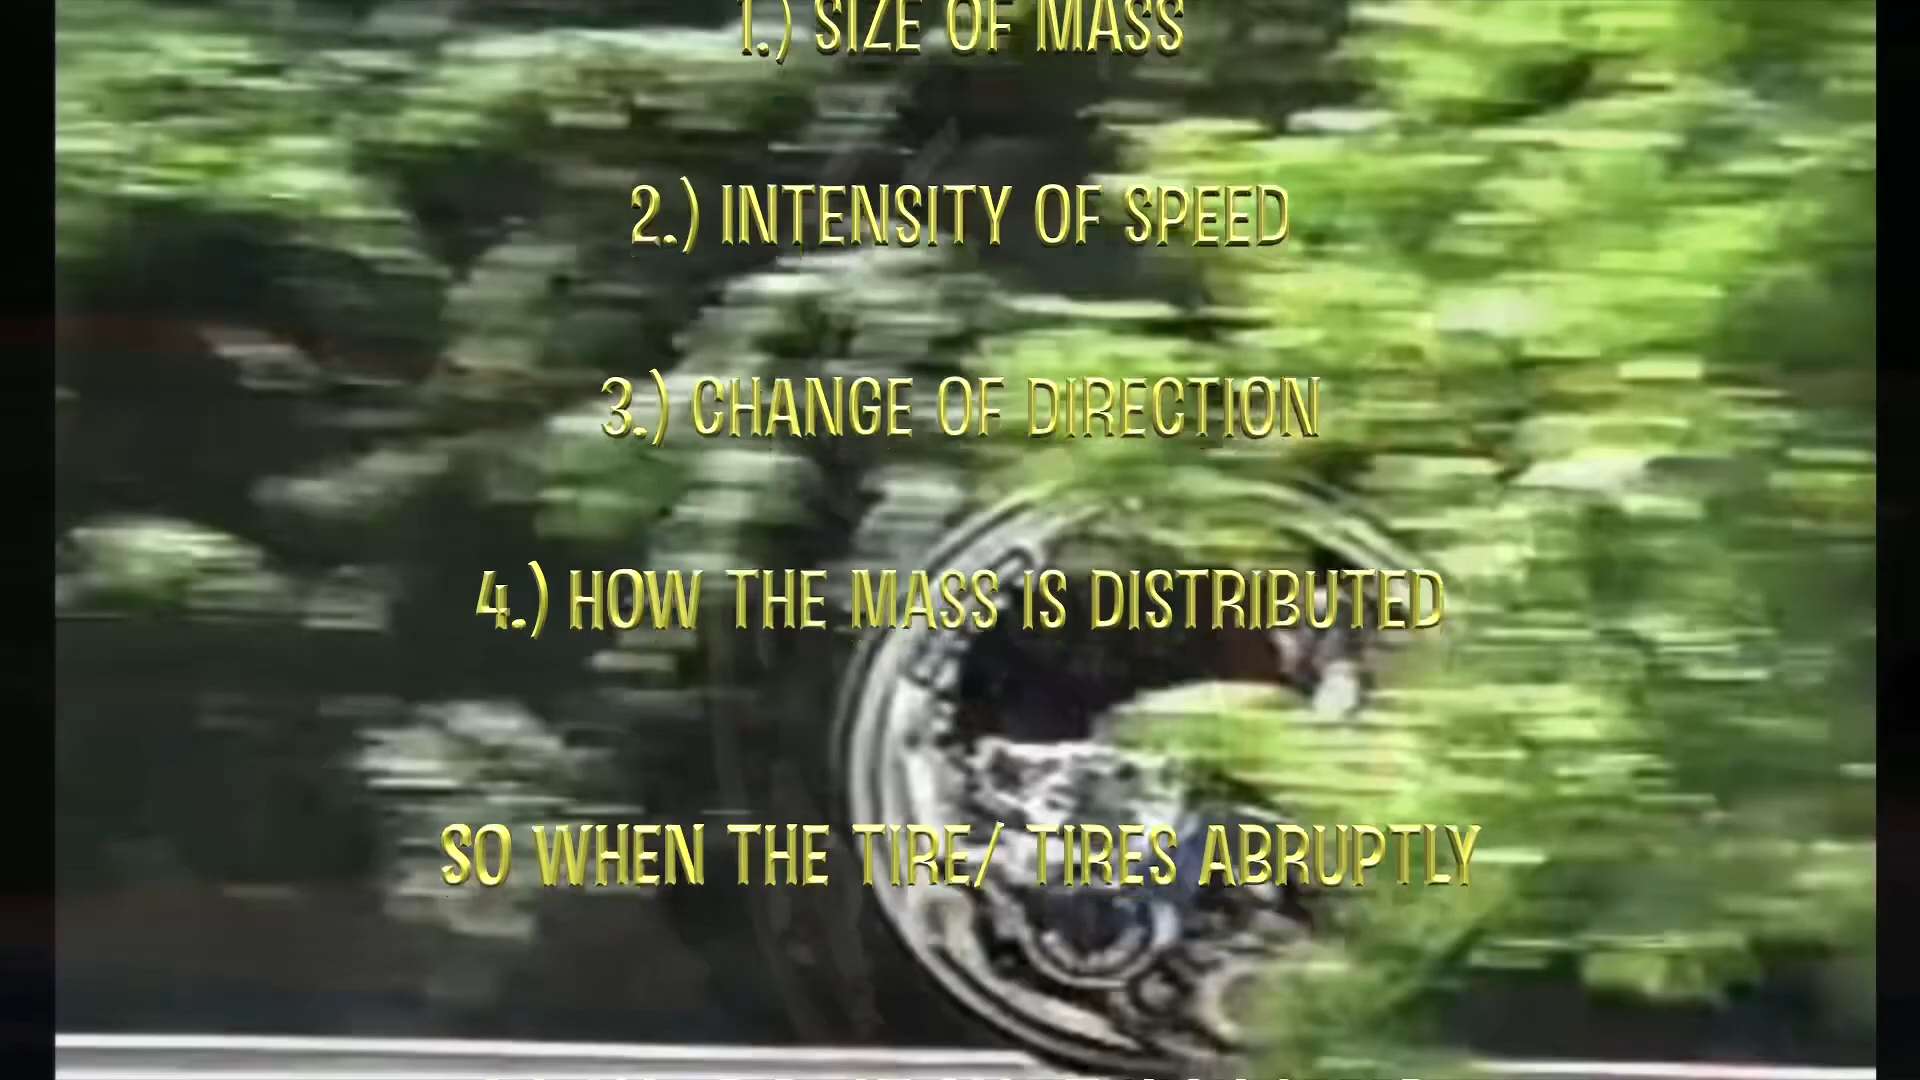 1.) SIZE OF MASS
2.) INTENSITY OF SPEED
3.) CHANGE OF DIRECTION
4.) HOW THE MASS IS DISTRIBUTED
SO WHEN THE TIRE/ TIRES ABRUPTLY